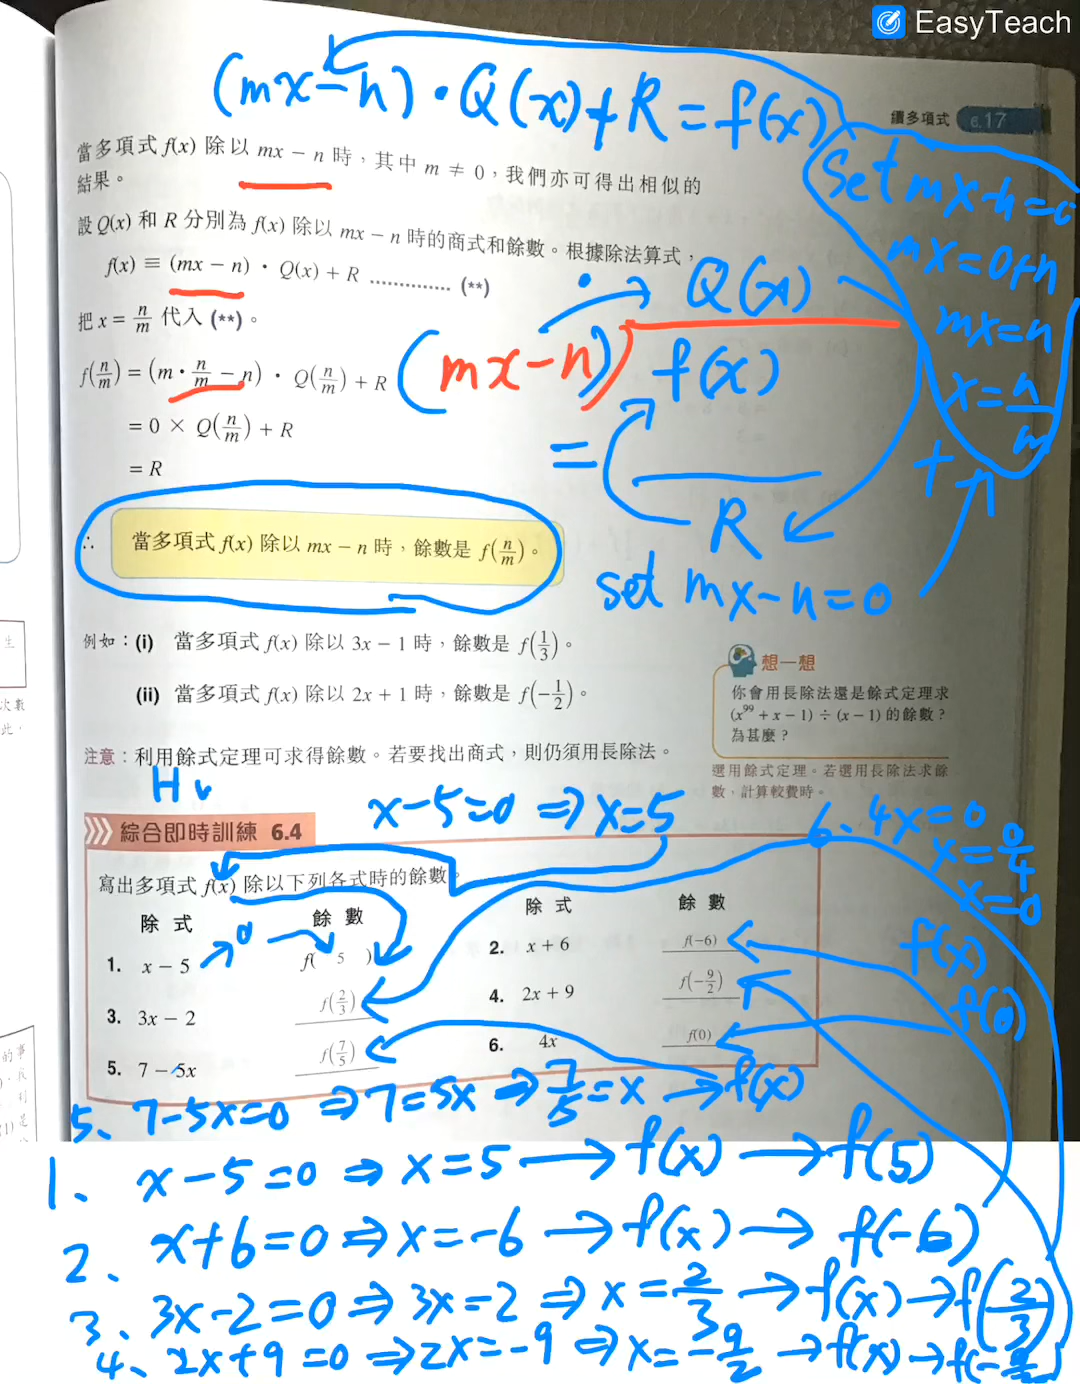 EasyTeach
(mx-n)·Q(x)+R=f(x)
續多項式 6.17
當多項式 f(x) 除以 mx – n 時，其中 m ≠ 0，我們亦可得出相似的
結果。
set mx-n=0
mx=0+n
mx=n
x=n/m
設 Q(x) 和 R 分別為 f(x) 除以 mx – n 時的商式和餘數。根據除法算式，
f(x) ≡ (mx – n) · Q(x) + R .............. (**)
把 x = n/m 代入 (**)。
f(n/m) = (m · n/m – n) · Q(n/m) + R
= 0 × Q(n/m) + R
= R
Q(x)
(mx-n) f(x)
=
R
+
set mx-n=0
∴ 當多項式 f(x) 除以 mx – n 時，餘數是 f(n/m)。
例如：(i) 當多項式 f(x) 除以 3x – 1 時，餘數是 f(1/3)。
(ii) 當多項式 f(x) 除以 2x + 1 時，餘數是 f(–1/2)。
注意：利用餘式定理可求得餘數。若要找出商式，則仍須用長除法。
想一想
你會用長除法還是餘式定理求
(x⁹⁹ + x – 1) ÷ (x – 1) 的餘數？
為甚麼？
選用餘式定理。若選用長除法求餘
數，計算較費時。
x-5=0 ⇒ x=5
6、4x=0
x=0/4
x=0
f(x)
f(0)
綜合即時訓練 6.4
寫出多項式 f(x) 除以下列各式時的餘數。
除式 餘數 除式 餘數
1. x – 5 f( 5 ) 2. x + 6 f(–6)
3. 3x – 2 f(2/3) 4. 2x + 9 f(–9/2)
5. 7 – 5x f(7/5) 6. 4x f(0)
5、7-5x=0 ⇒ 7=5x ⇒ 7/5=x → f(x)
1、x-5=0 ⇒ x=5 → f(x) → f(5)
2、x+6=0 ⇒ x=-6 → f(x) → f(-6)
3、3x-2=0 ⇒ 3x=2 ⇒ x=2/3 → f(x) → f(2/3)
4、2x+9=0 ⇒ 2x=-9 ⇒ x=-9/2 → f(x) → f(-9/2)